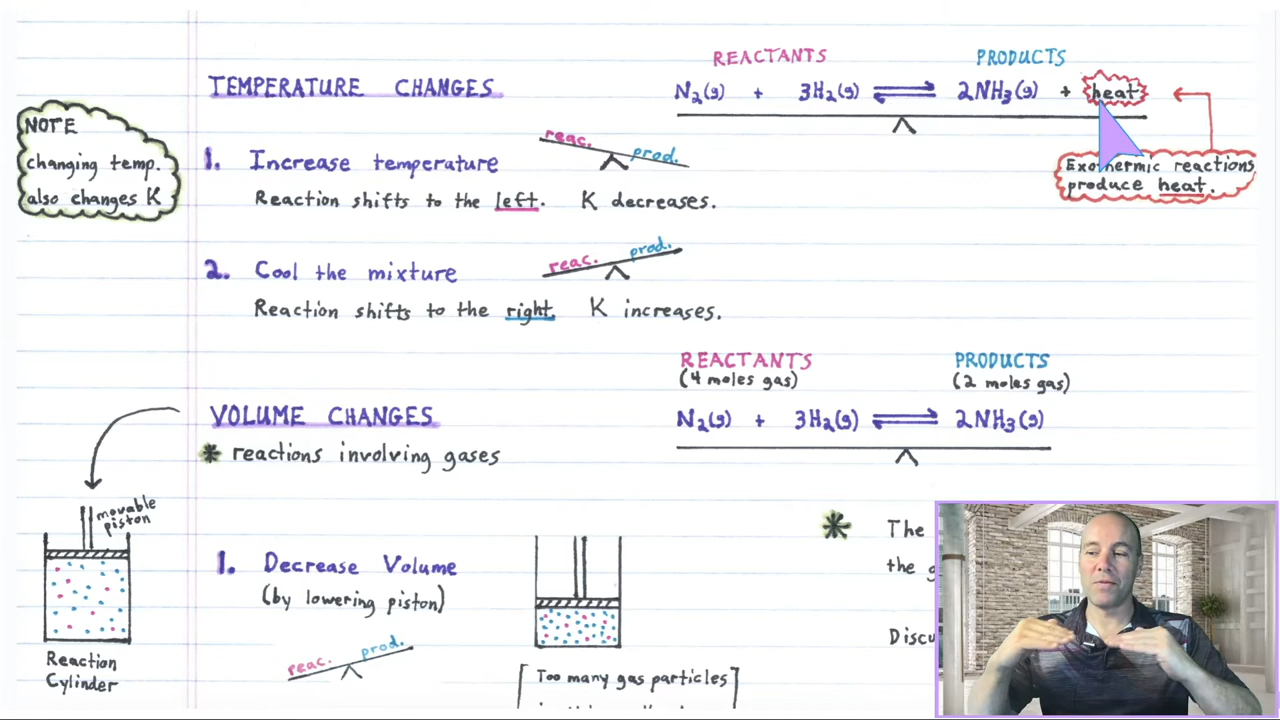 REACTANTS PRODUCTS
TEMPERATURE CHANGES
N₂(g) + 3H₂(g) ⇌ 2NH₃(g) + heat
NOTE
changing temp.
also changes K
1. Increase temperature
reac. prod.
Reaction shifts to the left. K decreases.
Exothermic reactions
produce heat.
2. Cool the mixture
reac. prod.
Reaction shifts to the right. K increases.
REACTANTS PRODUCTS
(4 moles gas) (2 moles gas)
VOLUME CHANGES
N₂(g) + 3H₂(g) ⇌ 2NH₃(g)
* reactions involving gases
movable
piston
Reaction
Cylinder
1. Decrease Volume
(by lowering piston)
reac. prod.
[Too many gas particles]
* The
the g
Discu